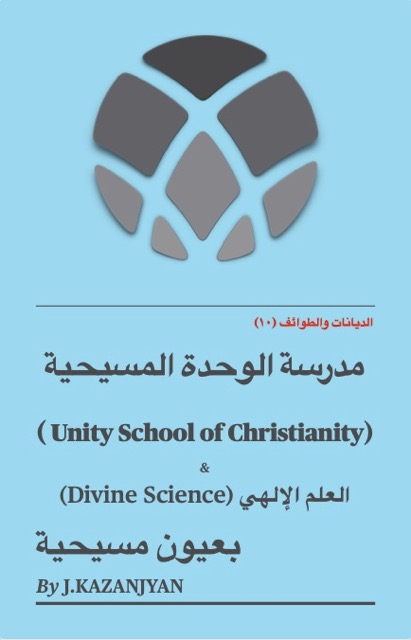 الديانات والطوائف (١٠)
مدرسة الوحدة المسيحية
( Unity School of Christianity)
&
العلم الإلهي (Divine Science)
بعيون مسيحية
By J.KAZANJYAN